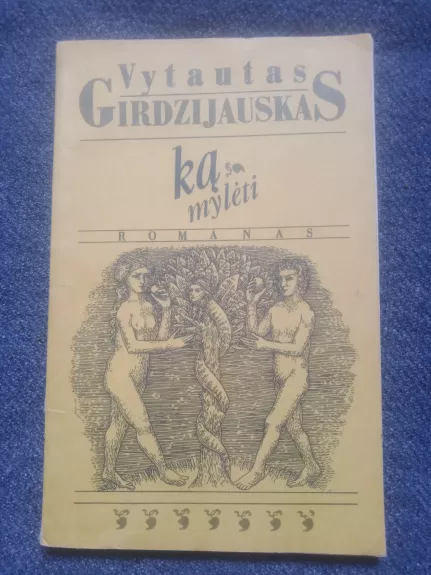 Vytautas
GIRDZIJAUSKAS
ką
mylėti
ROMANAS